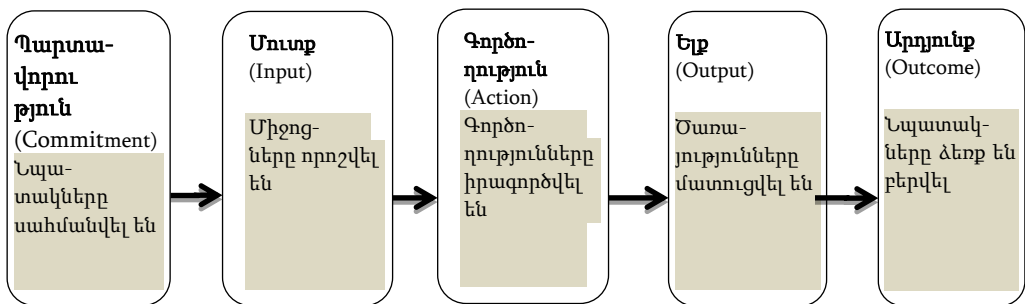 Պարտա-
վորու
թյուն
(Commitment)
Նպա-
տակները
սահմանվել են
Մուտք
(Input)
Միջոց-
ները որոշվել
են
Գործո-
ղություն
(Action)
Գործո-
ղությունները
իրագործվել
են
Ելք
(Output)
Ծառա-
յությունները
մատուցվել են
Արդյունք
(Outcome)
Նպատակ-
ները ձեռք են
բերվել